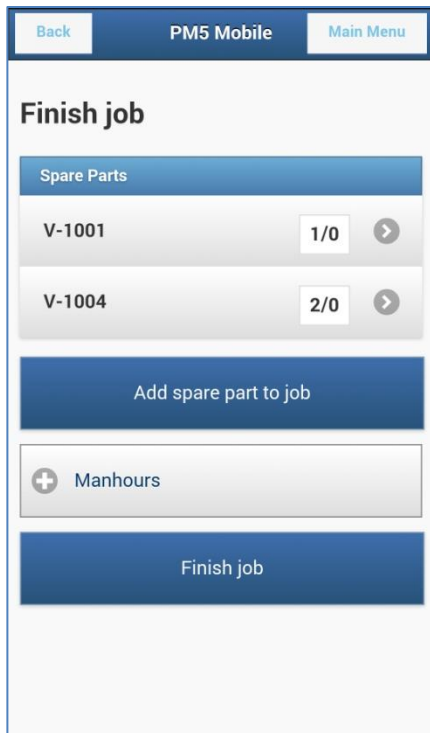 Back PM5 Mobile Main Menu
Finish job
Spare Parts
V-1001 1/0
V-1004 2/0
Add spare part to job
Manhours
Finish job